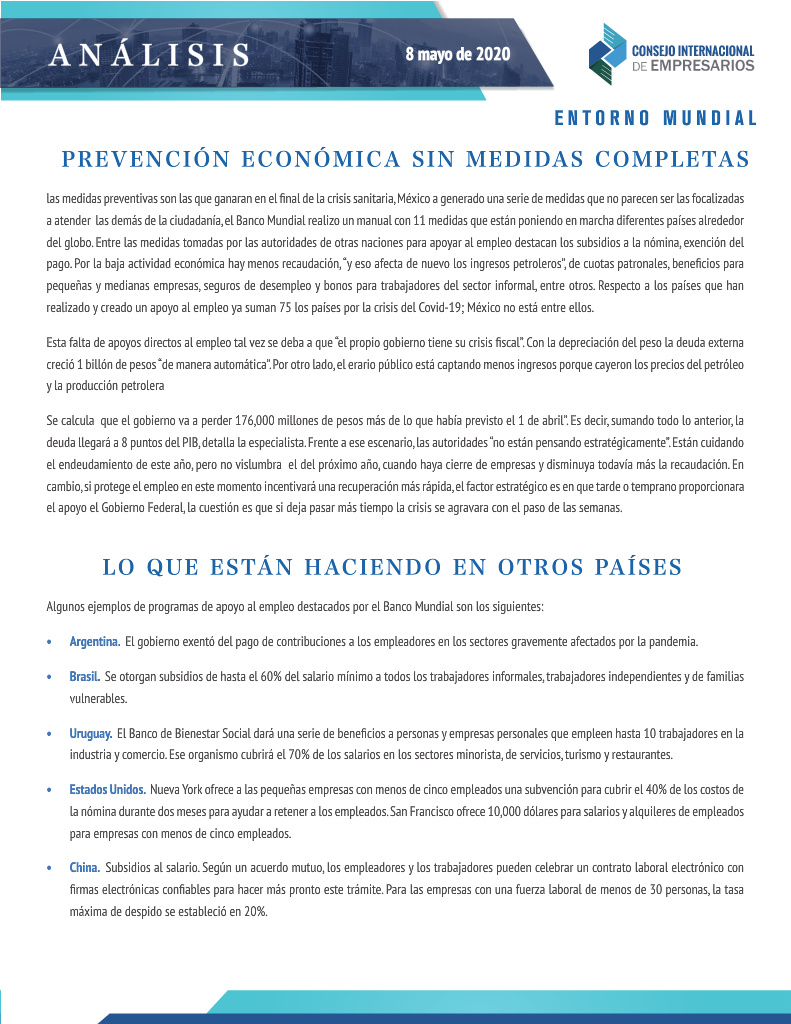 ANÁLISIS
8 mayo de 2020
CONSEJO INTERNACIONAL
DE EMPRESARIOS
ENTORNO MUNDIAL
PREVENCIÓN ECONÓMICA SIN MEDIDAS COMPLETAS
las medidas preventivas son las que ganaran en el final de la crisis sanitaria, México a generado una serie de medidas que no parecen ser las focalizadas
a atender las demás de la ciudadanía, el Banco Mundial realizo un manual con 11 medidas que están poniendo en marcha diferentes países alrededor
del globo. Entre las medidas tomadas por las autoridades de otras naciones para apoyar al empleo destacan los subsidios a la nómina, exención del
pago. Por la baja actividad económica hay menos recaudación, “y eso afecta de nuevo los ingresos petroleros”, de cuotas patronales, beneficios para
pequeñas y medianas empresas, seguros de desempleo y bonos para trabajadores del sector informal, entre otros. Respecto a los países que han
realizado y creado un apoyo al empleo ya suman 75 los países por la crisis del Covid-19; México no está entre ellos.
Esta falta de apoyos directos al empleo tal vez se deba a que “el propio gobierno tiene su crisis fiscal”. Con la depreciación del peso la deuda externa
creció 1 billón de pesos “de manera automática”. Por otro lado, el erario público está captando menos ingresos porque cayeron los precios del petróleo
y la producción petrolera
Se calcula que el gobierno va a perder 176,000 millones de pesos más de lo que había previsto el 1 de abril”. Es decir, sumando todo lo anterior, la
deuda llegará a 8 puntos del PIB, detalla la especialista. Frente a ese escenario, las autoridades “no están pensando estratégicamente”. Están cuidando
el endeudamiento de este año, pero no vislumbra el del próximo año, cuando haya cierre de empresas y disminuya todavía más la recaudación. En
cambio, si protege el empleo en este momento incentivará una recuperación más rápida, el factor estratégico es en que tarde o temprano proporcionara
el apoyo el Gobierno Federal, la cuestión es que si deja pasar más tiempo la crisis se agravara con el paso de las semanas.
LO QUE ESTÁN HACIENDO EN OTROS PAÍSES
Algunos ejemplos de programas de apoyo al empleo destacados por el Banco Mundial son los siguientes:
• Argentina. El gobierno exentó del pago de contribuciones a los empleadores en los sectores gravemente afectados por la pandemia.
• Brasil. Se otorgan subsidios de hasta el 60% del salario mínimo a todos los trabajadores informales, trabajadores independientes y de familias
vulnerables.
• Uruguay. El Banco de Bienestar Social dará una serie de beneficios a personas y empresas personales que empleen hasta 10 trabajadores en la
industria y comercio. Ese organismo cubrirá el 70% de los salarios en los sectores minorista, de servicios, turismo y restaurantes.
• Estados Unidos. Nueva York ofrece a las pequeñas empresas con menos de cinco empleados una subvención para cubrir el 40% de los costos de
la nómina durante dos meses para ayudar a retener a los empleados. San Francisco ofrece 10,000 dólares para salarios y alquileres de empleados
para empresas con menos de cinco empleados.
• China. Subsidios al salario. Según un acuerdo mutuo, los empleadores y los trabajadores pueden celebrar un contrato laboral electrónico con
firmas electrónicas confiables para hacer más pronto este trámite. Para las empresas con una fuerza laboral de menos de 30 personas, la tasa
máxima de despido se estableció en 20%.